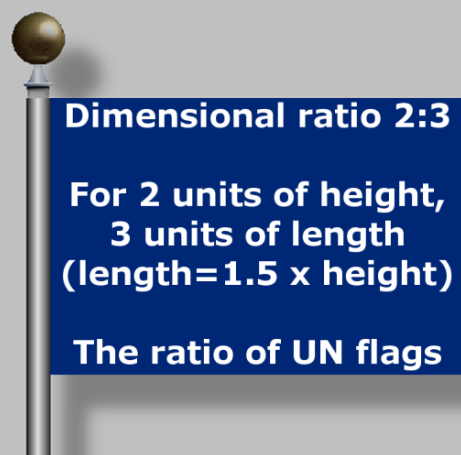 Dimensional ratio 2:3
For 2 units of height,
3 units of length
(length=1.5 x height)
The ratio of UN flags